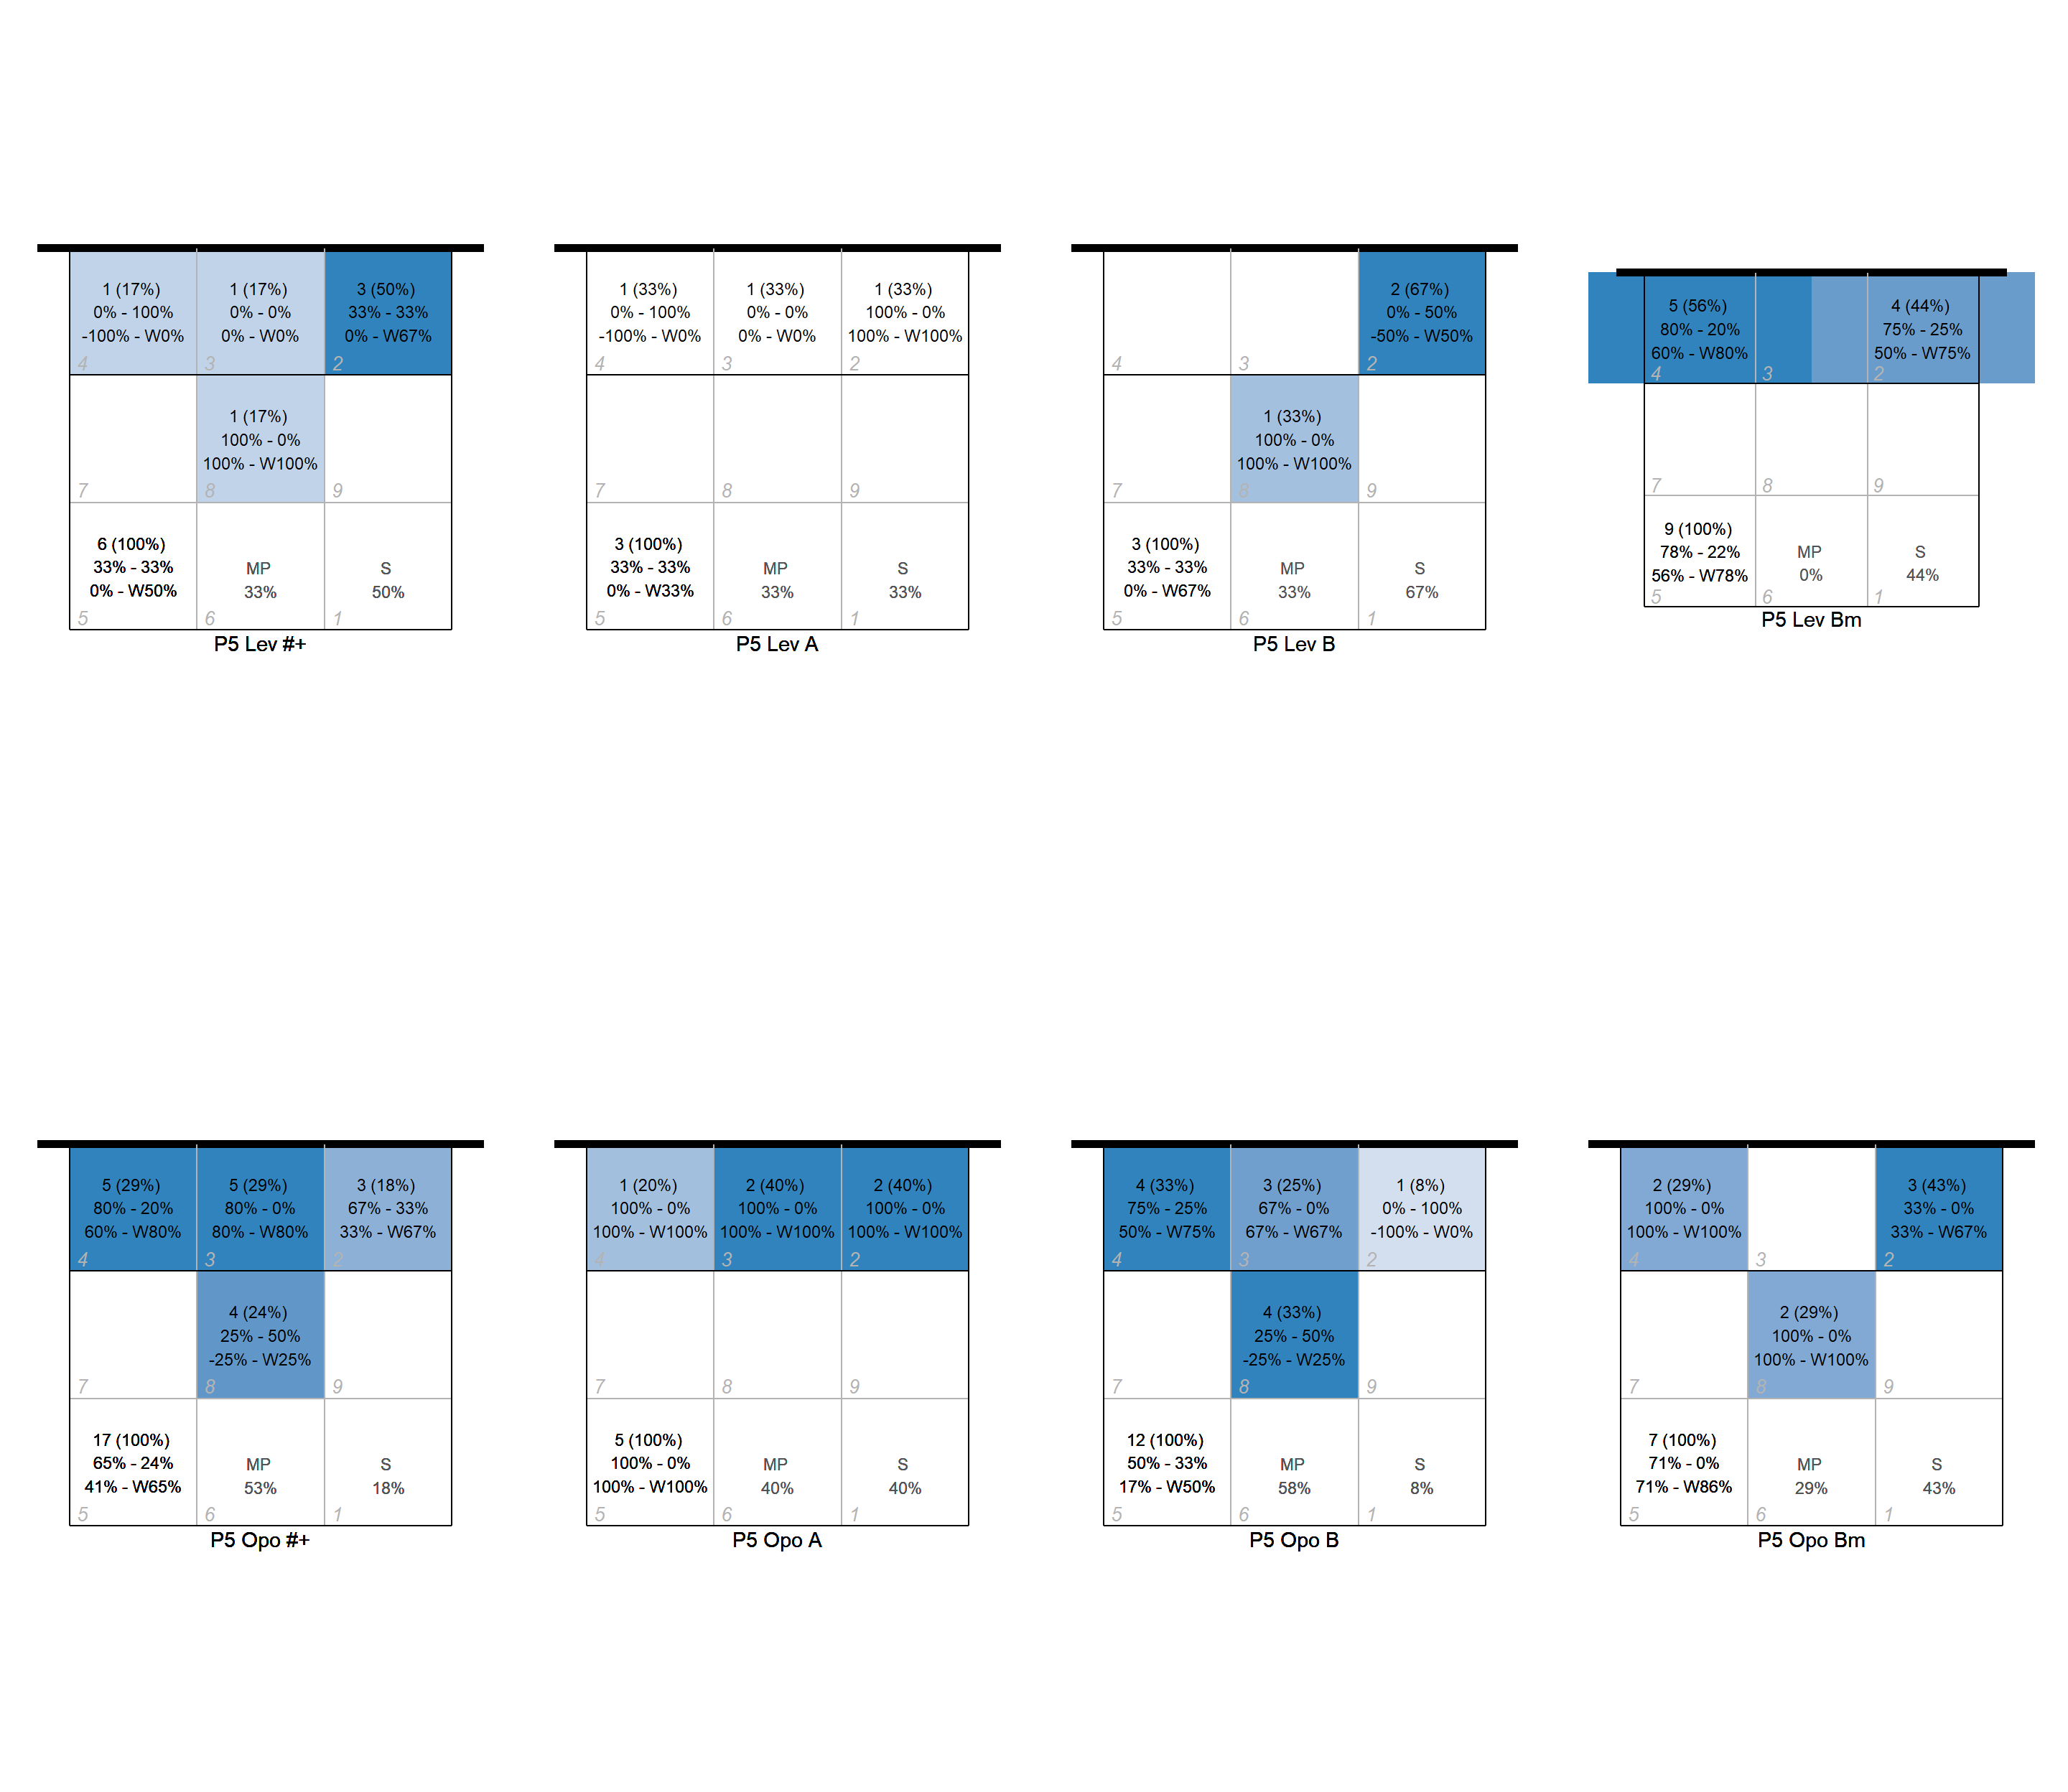 1 (17%)
0% - 100%
-100% - W0%
4
1 (17%)
0% - 0%
0% - W0%
3
3 (50%)
33% - 33%
0% - W67%
2
7
1 (17%)
100% - 0%
100% - W100%
8
9
6 (100%)
33% - 33%
0% - W50%
5
MP
33%
6
S
50%
1
P5 Lev #+
1 (33%)
0% - 100%
-100% - W0%
4
1 (33%)
0% - 0%
0% - W0%
3
1 (33%)
100% - 0%
100% - W100%
2
7
8
9
3 (100%)
33% - 33%
0% - W33%
5
MP
33%
6
S
33%
1
P5 Lev A
4
3
2 (67%)
0% - 50%
-50% - W50%
2
7
1 (33%)
100% - 0%
100% - W100%
8
9
3 (100%)
33% - 33%
0% - W67%
5
MP
33%
6
S
67%
1
P5 Lev B
5 (56%)
80% - 20%
60% - W80%
4
3
4 (44%)
75% - 25%
50% - W75%
2
7
8
9
9 (100%)
78% - 22%
56% - W78%
5
MP
0%
6
S
44%
1
P5 Lev Bm
5 (29%)
80% - 20%
60% - W80%
4
5 (29%)
80% - 0%
80% - W80%
3
3 (18%)
67% - 33%
33% - W67%
2
7
4 (24%)
25% - 50%
-25% - W25%
8
9
17 (100%)
65% - 24%
41% - W65%
5
MP
53%
6
S
18%
1
P5 Opo #+
1 (20%)
100% - 0%
100% - W100%
4
2 (40%)
100% - 0%
100% - W100%
3
2 (40%)
100% - 0%
100% - W100%
2
7
8
9
5 (100%)
100% - 0%
100% - W100%
5
MP
40%
6
S
40%
1
P5 Opo A
4 (33%)
75% - 25%
50% - W75%
4
3 (25%)
67% - 0%
67% - W67%
3
1 (8%)
0% - 100%
-100% - W0%
2
7
4 (33%)
25% - 50%
-25% - W25%
8
9
12 (100%)
50% - 33%
17% - W50%
5
MP
58%
6
S
8%
1
P5 Opo B
2 (29%)
100% - 0%
100% - W100%
4
3
3 (43%)
33% - 0%
33% - W67%
2
7
2 (29%)
100% - 0%
100% - W100%
8
9
7 (100%)
71% - 0%
71% - W86%
5
MP
29%
6
S
43%
1
P5 Opo Bm